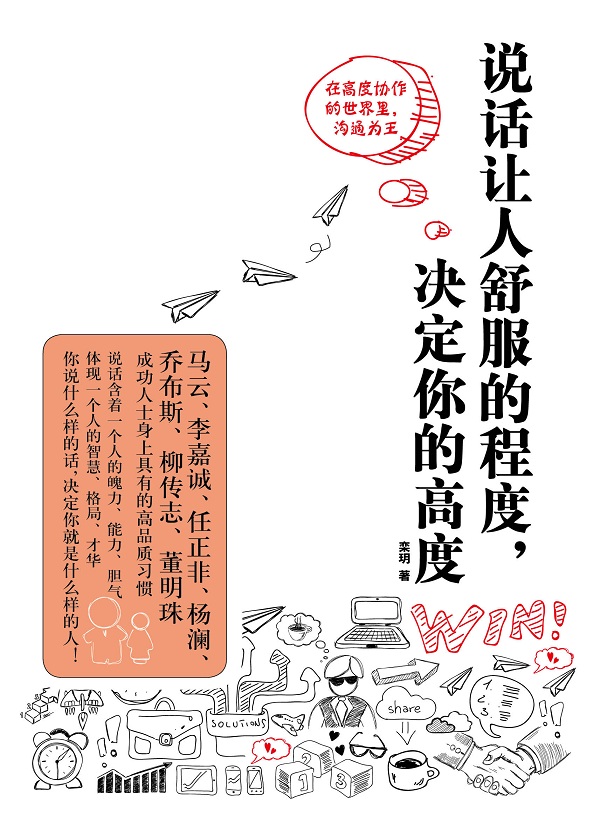 说话让人舒服的程度，
决定你的高度
栾玥 著
在高度协作
的世界里，
沟通为王
马云、李嘉诚、任正非、杨澜、
乔布斯、柳传志、董明珠
成功人士身上具有的高品质习惯
说话含着一个人的魄力、能力、胆气
体现一个人的智慧、格局、才华
你说什么样的话，决定你就是什么样的人！
WIN!
share
SOLUTIONS
1.
2.
3.
1
2
3